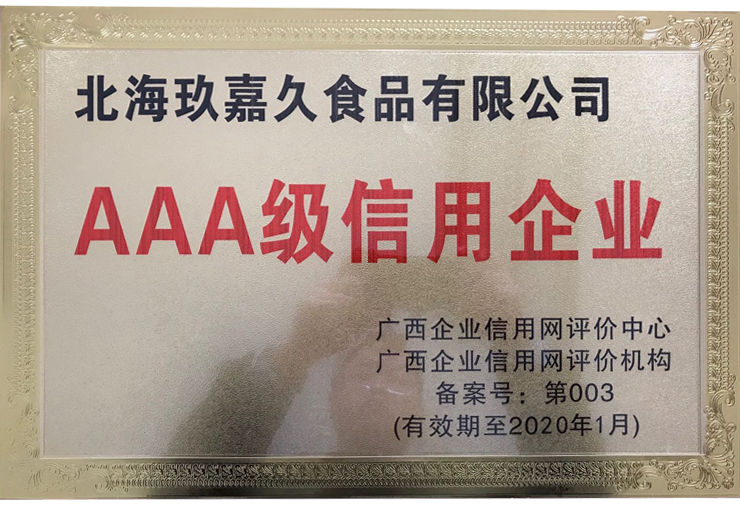 北海玖嘉久食品有限公司
AAA级信用企业
广西企业信用网评价中心
广西企业信用网评价机构
备案号：第003
(有效期至2020年1月)